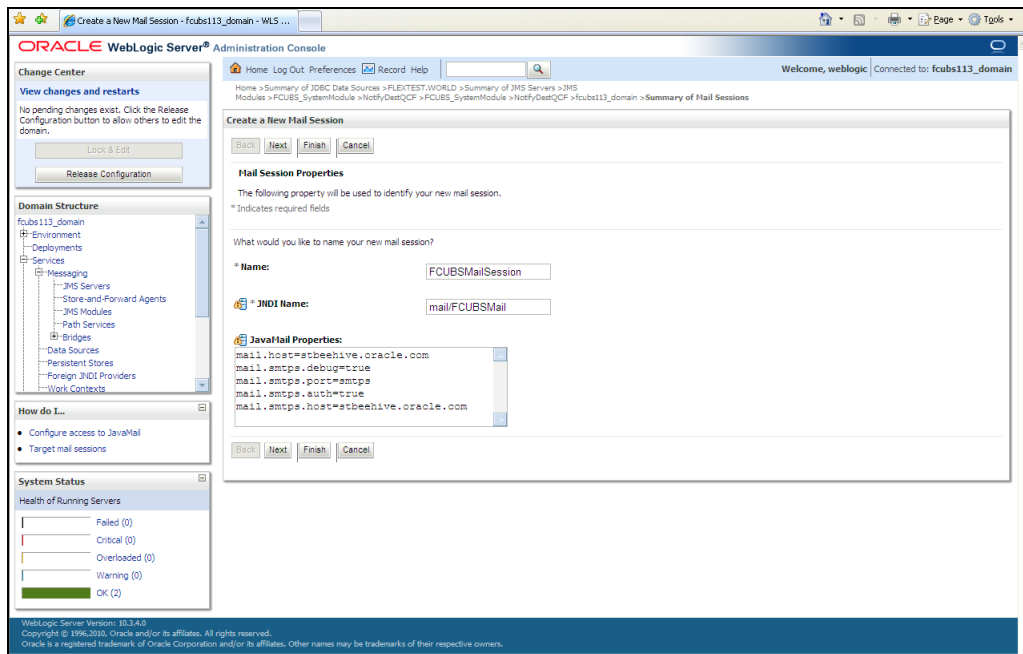 Create a New Mail Session - fcubs113_domain - WLS ...
Page
Tools
ORACLE WebLogic Server® Administration Console
Change Center
View changes and restarts
No pending changes exist. Click the Release
Configuration button to allow others to edit the
domain.
Lock & Edit
Release Configuration
Domain Structure
fcubs113_domain
Environment
Deployments
Services
Messaging
JMS Servers
Store-and-Forward Agents
JMS Modules
Path Services
Bridges
Data Sources
Persistent Stores
Foreign JNDI Providers
Work Contexts
How do I...
Configure access to JavaMail
Target mail sessions
System Status
Health of Running Servers
Failed (0)
Critical (0)
Overloaded (0)
Warning (0)
OK (2)
Home Log Out Preferences Record Help
Welcome, weblogic Connected to: fcubs113_domain
Home >Summary of JDBC Data Sources >FLEXTEST.WORLD >Summary of JMS Servers >JMS
Modules >FCUBS_SystemModule >NotifyDestQCF >FCUBS_SystemModule >NotifyDestQCF >fcubs113_domain >Summary of Mail Sessions
Create a New Mail Session
Back Next Finish Cancel
Mail Session Properties
The following property will be used to identify your new mail session.
* Indicates required fields
What would you like to name your new mail session?
* Name: FCUBSMailSession
* JNDI Name: mail/FCUBSMail
JavaMail Properties:
mail.host=stbeehive.oracle.com
mail.smtps.debug=true
mail.smtps.port=smtps
mail.smtps.auth=true
mail.smtps.host=stbeehive.oracle.com
Back Next Finish Cancel
WebLogic Server Version: 10.3.4.0
Copyright © 1996,2010, Oracle and/or its affiliates. All rights reserved.
Oracle is a registered trademark of Oracle Corporation and/or its affiliates. Other names may be trademarks of their respective owners.